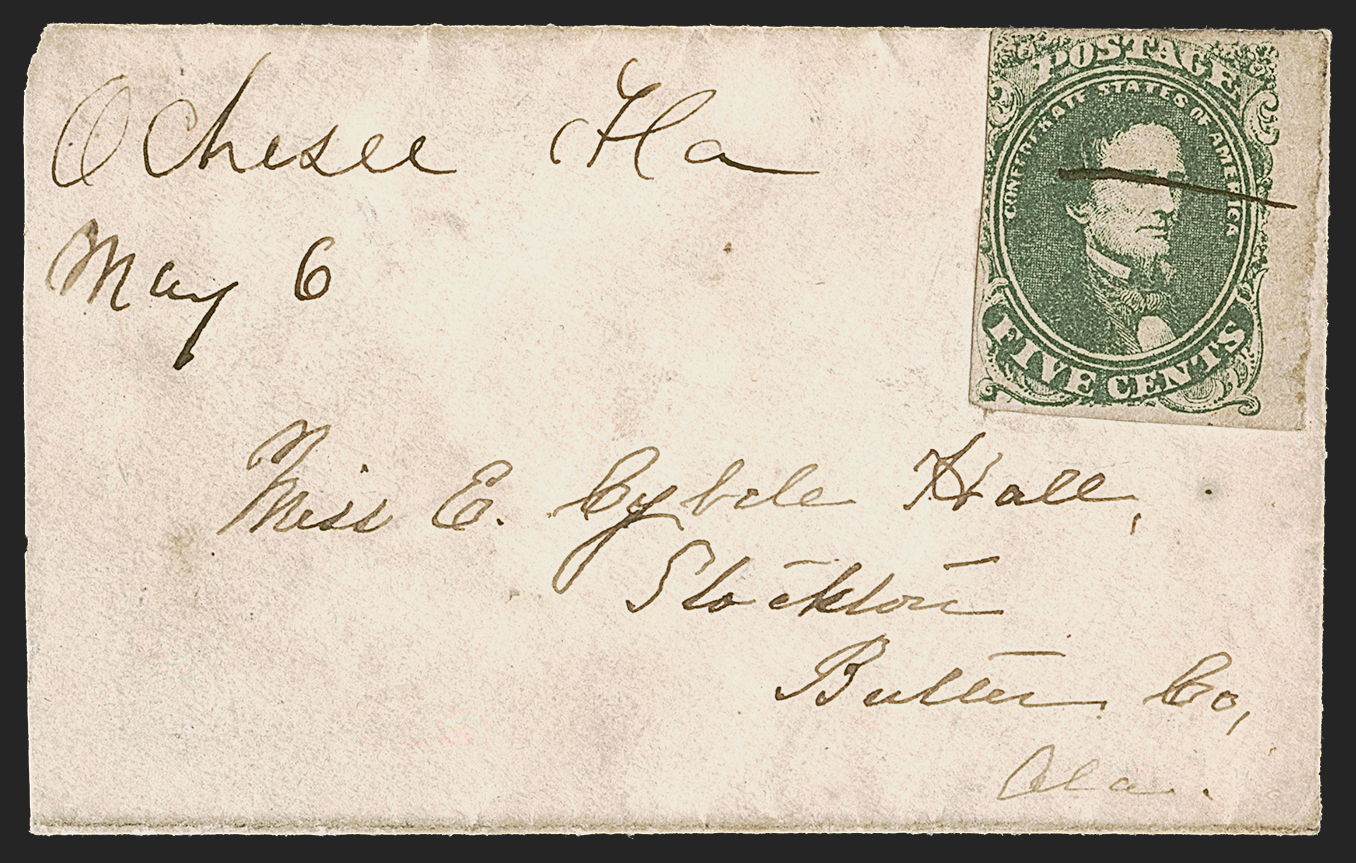 Ochesee Fla
May 6
POSTAGE
CONFEDERATE STATES OF AMERICA
FIVE CENTS
Miss E. Cybele Hall,
Stockton
Butler Co,
Ala.